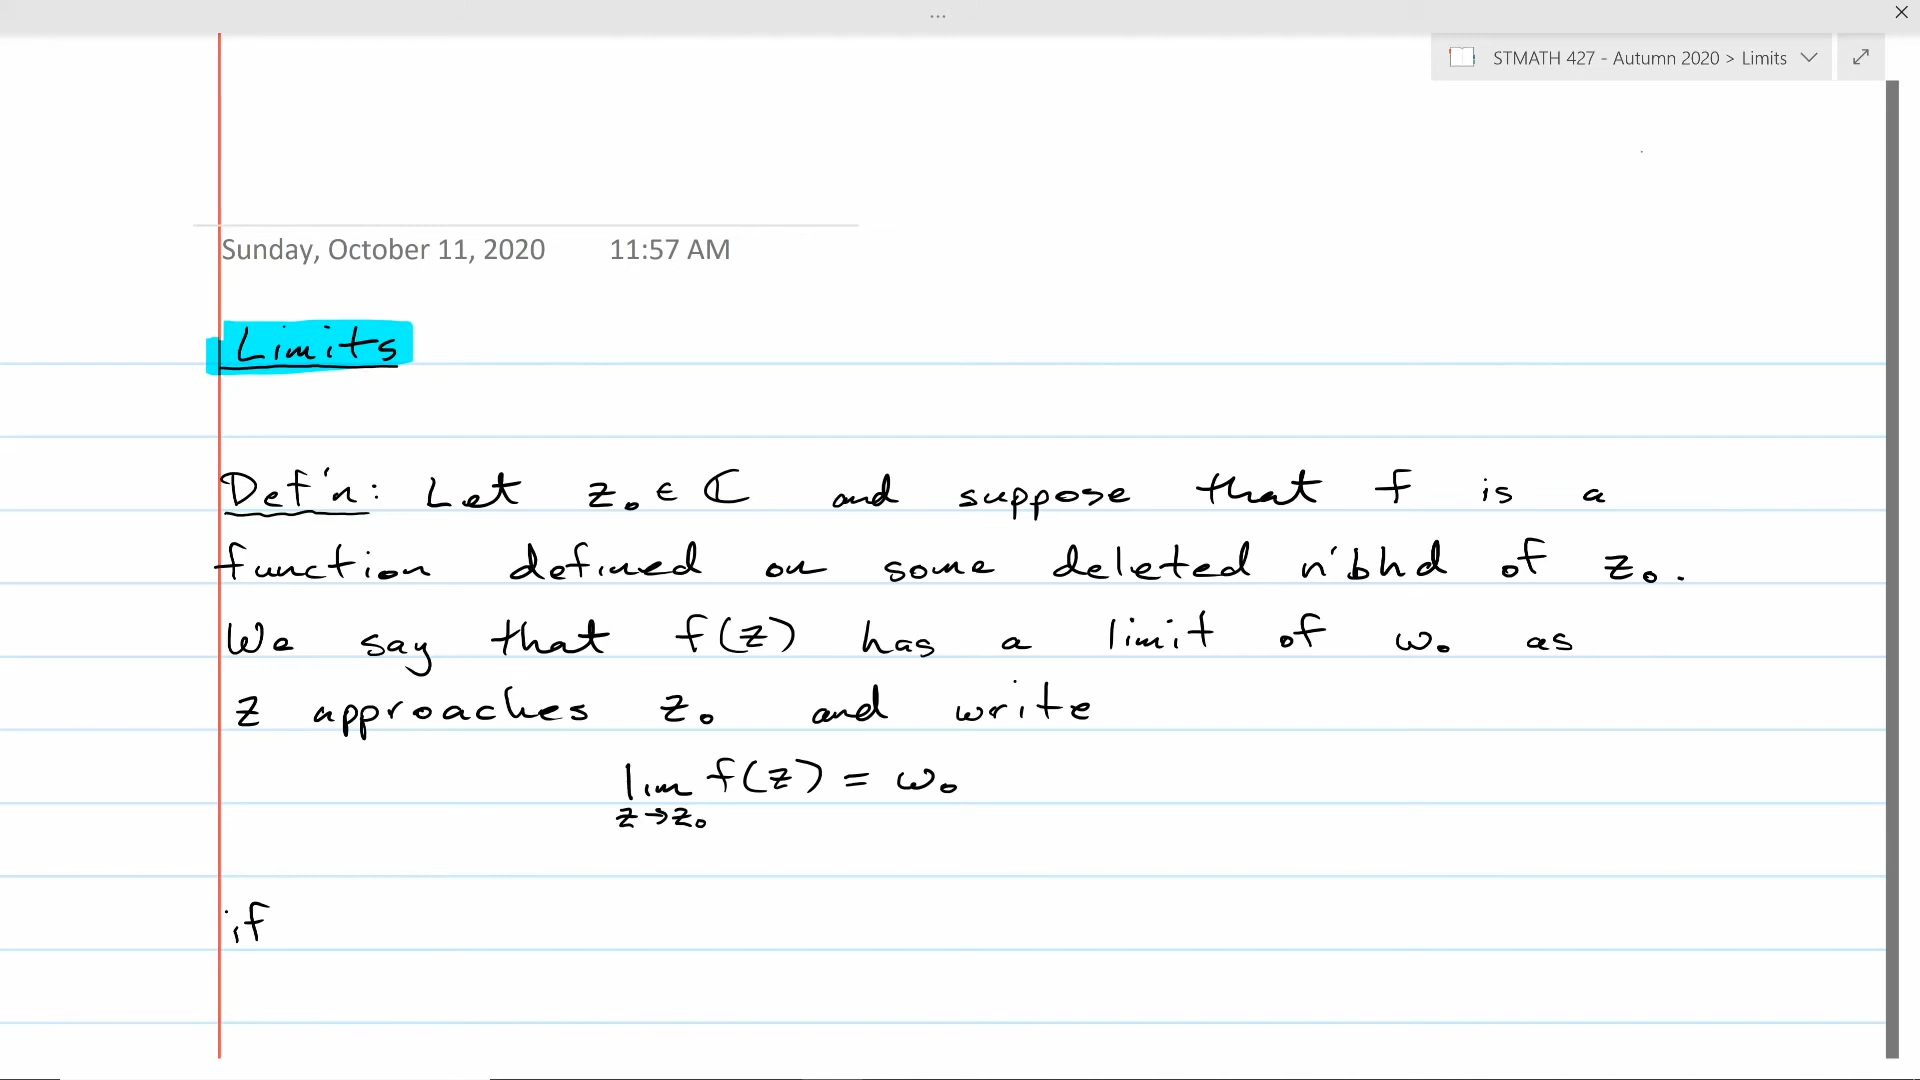 ...
STMATH 427 - Autumn 2020 > Limits
Sunday, October 11, 2020 11:57 AM
Limits
Def'n: Let z₀ ∈ ℂ and suppose that f is a
function defined on some deleted n'bhd of z₀.
We say that f(z) has a limit of ω₀ as
z approaches z₀ and write
lim f(z) = ω₀
z→z₀
if